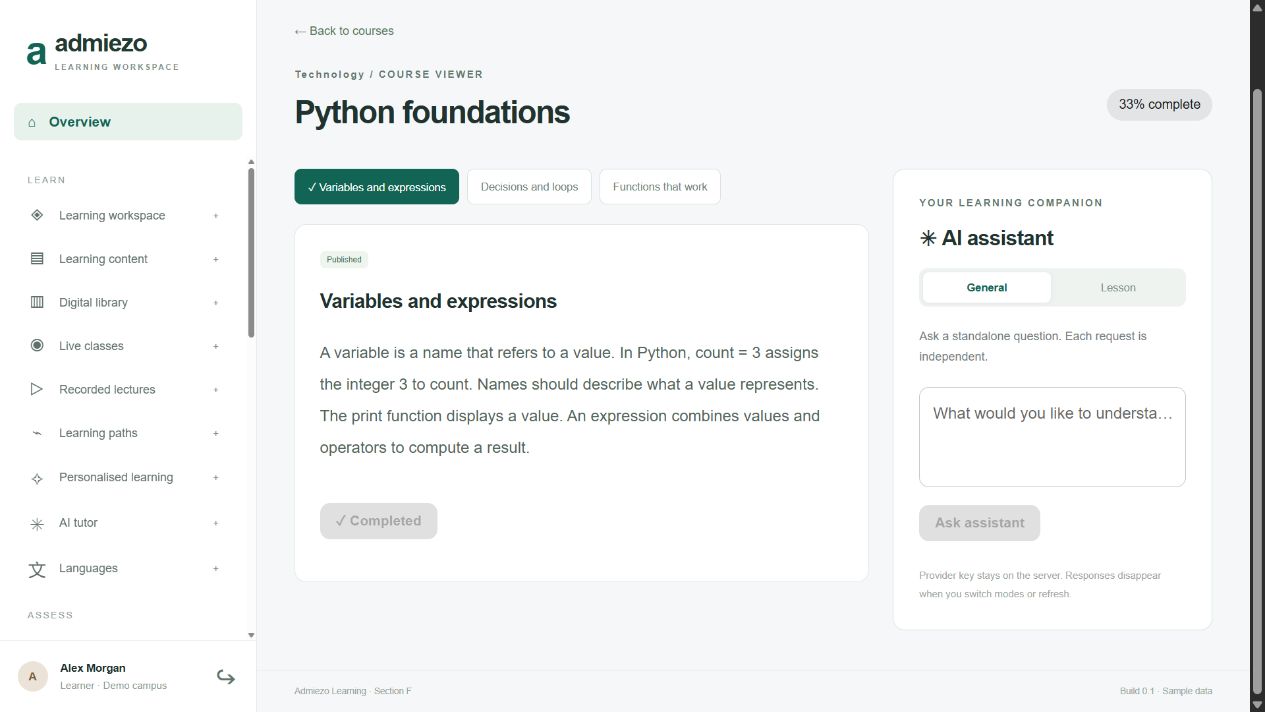 a admiezo
LEARNING WORKSPACE
Overview
LEARN
Learning workspace +
Learning content +
Digital library +
Live classes +
Recorded lectures +
Learning paths +
Personalised learning +
AI tutor +
文 Languages +
ASSESS
A
Alex Morgan
Learner · Demo campus
← Back to courses
Technology / COURSE VIEWER
Python foundations
33% complete
✓ Variables and expressions
Decisions and loops
Functions that work
Published
Variables and expressions
A variable is a name that refers to a value. In Python, count = 3 assigns
the integer 3 to count. Names should describe what a value represents.
The print function displays a value. An expression combines values and
operators to compute a result.
✓ Completed
YOUR LEARNING COMPANION
✳ AI assistant
General
Lesson
Ask a standalone question. Each request is
independent.
What would you like to understa…
Ask assistant
Provider key stays on the server. Responses disappear
when you switch modes or refresh.
Admiezo Learning · Section F
Build 0.1 · Sample data